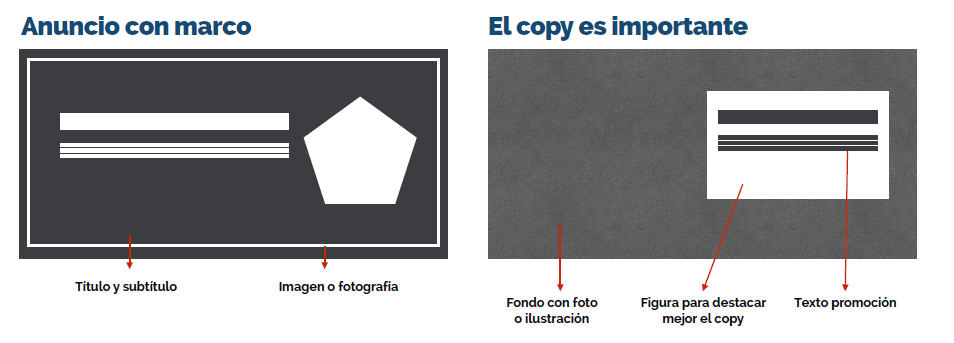 Anuncio con marco
Título y subtítulo
Imagen o fotografía
El copy es importante
Fondo con foto
o ilustración
Figura para destacar
mejor el copy
Texto promoción